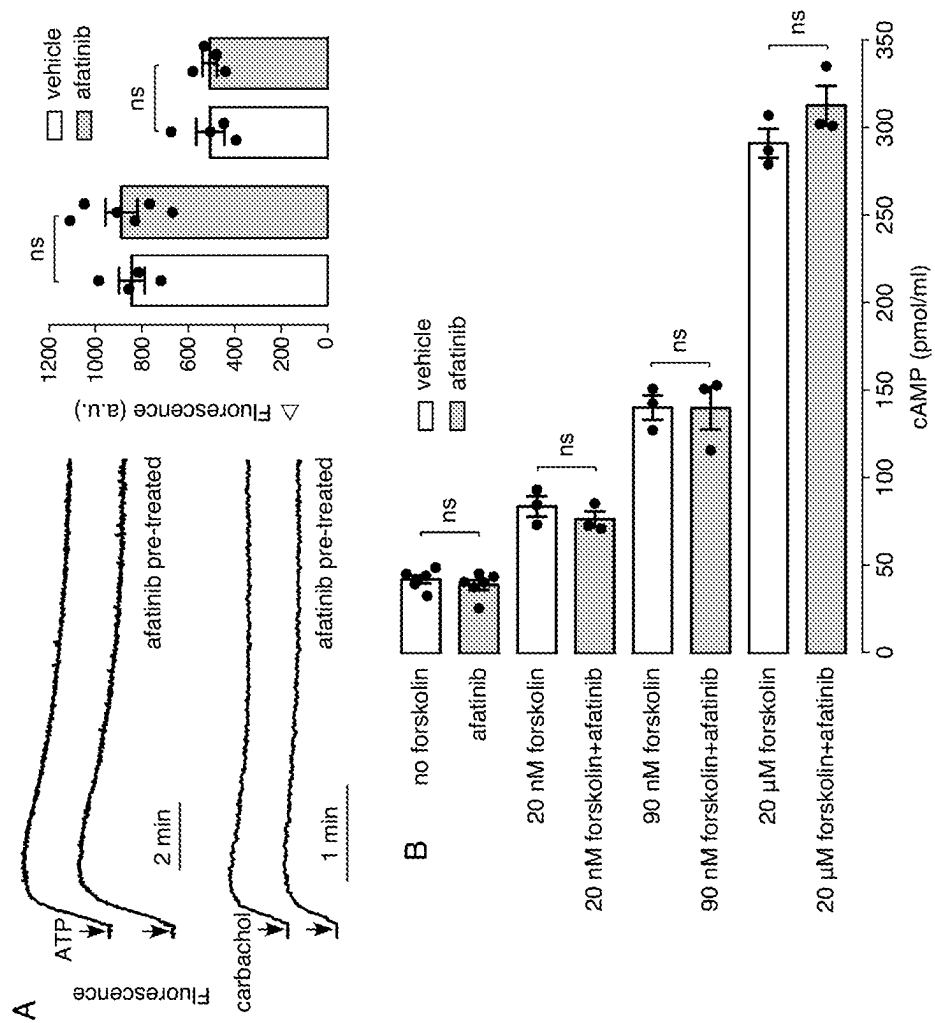 A
Fluorescence
ATP
2 min
afatinib pre-treated
carbachol
1 min
afatinib pre-treated
△ Fluorescence (a.u.)
1200
1000
800
600
400
200
0
ns
ns
vehicle
afatinib
B
no forskolin
afatinib
20 nM forskolin
20 nM forskolin+afatinib
90 nM forskolin
90 nM forskolin+afatinib
20 µM forskolin
20 µM forskolin+afatinib
ns
ns
ns
ns
vehicle
afatinib
0
50
100
150
200
250
300
350
cAMP (pmol/ml)